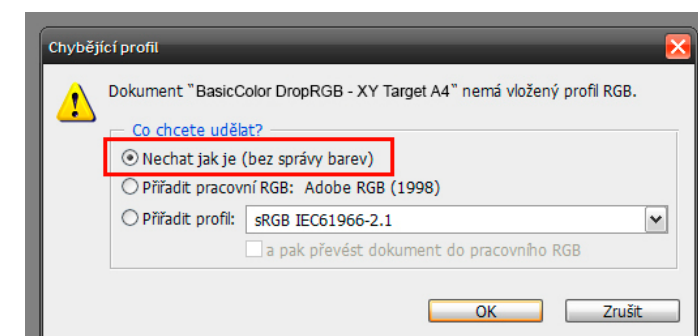 Chybějící profil
Dokument "BasicColor DropRGB - XY Target A4" nemá vložený profil RGB.
Co chcete udělat?
Nechat jak je (bez správy barev)
Přiřadit pracovní RGB: Adobe RGB (1998)
Přiřadit profil: sRGB IEC61966-2.1
a pak převést dokument do pracovního RGB
OK Zrušit